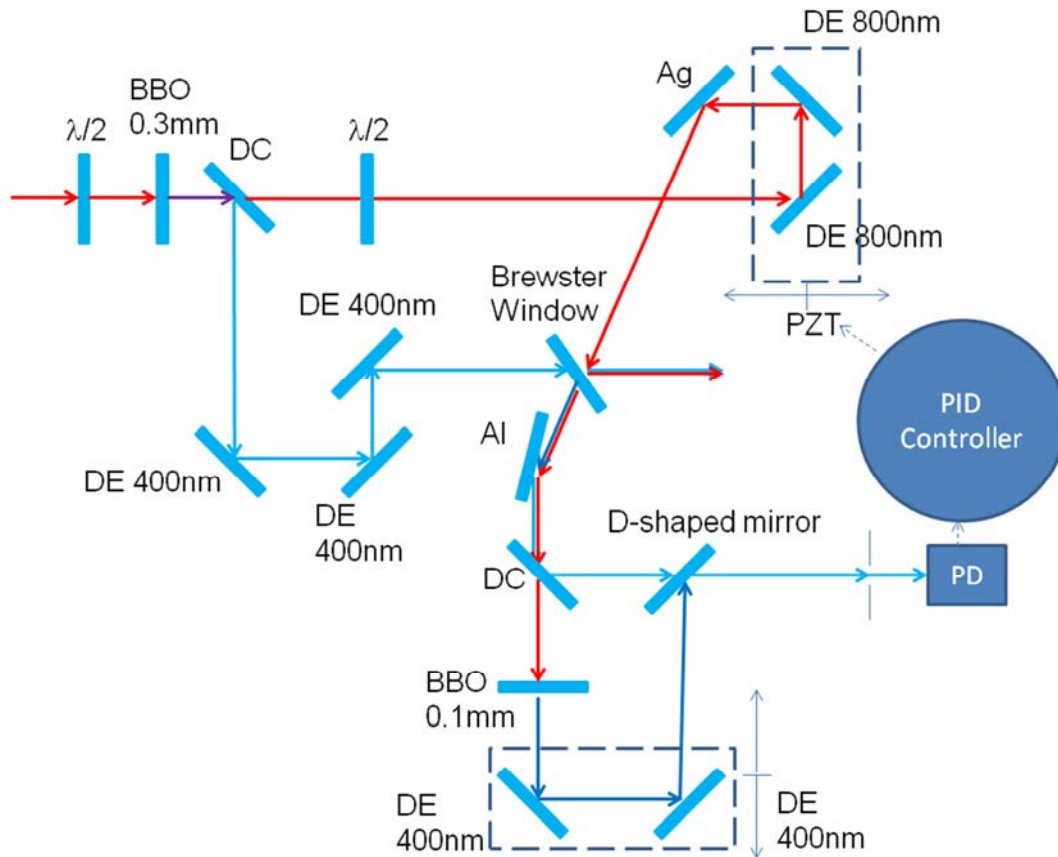 DE 800nm
Ag
BBO
0.3mm
λ/2
DC
λ/2
DE 800nm
Brewster
Window
PZT
DE 400nm
PID
Controller
Al
DE 400nm
DE
400nm
D-shaped mirror
DC
PD
BBO
0.1mm
DE
400nm
DE
400nm